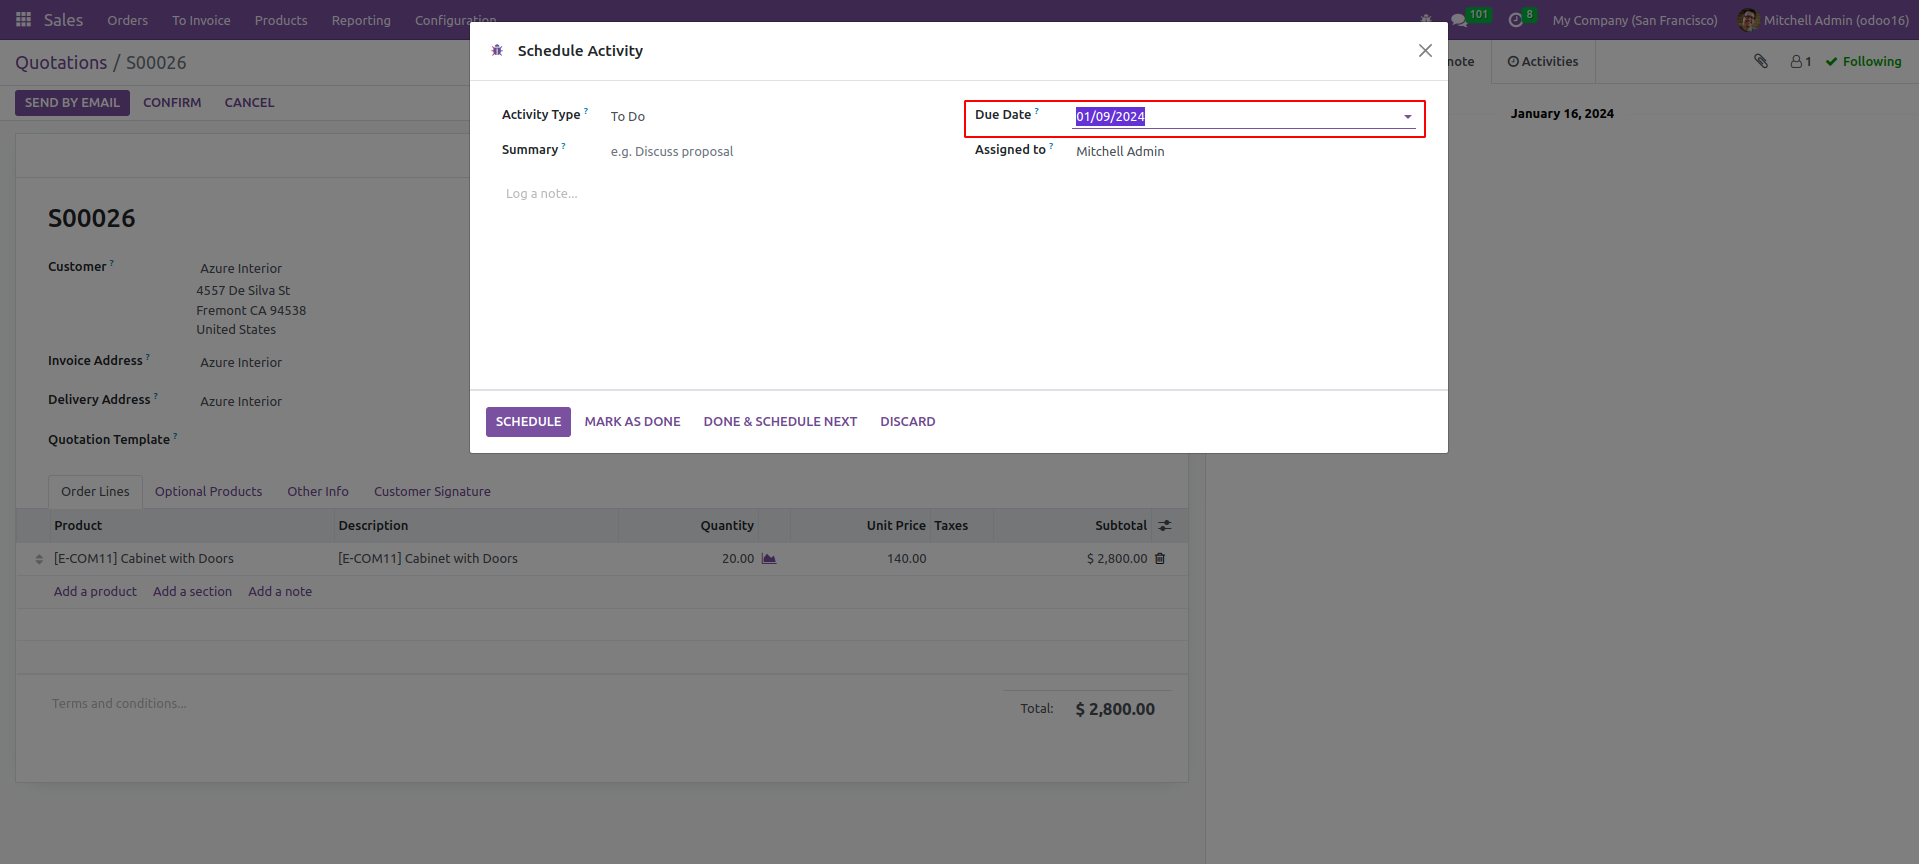 Sales Orders To Invoice Products Reporting Configuration 101 8 My Company (San Francisco) Mitchell Admin (odoo16)
Quotations / S00026
SEND BY EMAIL CONFIRM CANCEL
note Activities 1 Following
January 16, 2024
Schedule Activity
Activity Type ? To Do
Due Date ? 01/09/2024
Summary ? e.g. Discuss proposal
Assigned to ? Mitchell Admin
Log a note...
SCHEDULE MARK AS DONE DONE & SCHEDULE NEXT DISCARD
S00026
Customer ? Azure Interior
4557 De Silva St
Fremont CA 94538
United States
Invoice Address ? Azure Interior
Delivery Address ? Azure Interior
Quotation Template ?
Order Lines Optional Products Other Info Customer Signature
Product Description Quantity Unit Price Taxes Subtotal
[E-COM11] Cabinet with Doors [E-COM11] Cabinet with Doors 20.00 140.00 $ 2,800.00
Add a product Add a section Add a note
Terms and conditions...
Total: $ 2,800.00